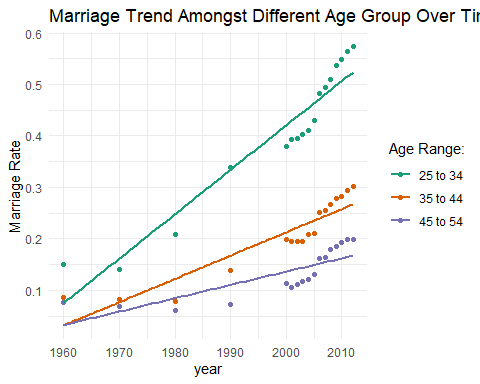 Marriage Trend Amongst Different Age Group Over Tir
0.6
0.5
0.4
0.3
0.2
0.1
Marriage Rate
1960 1970 1980 1990 2000 2010
year
Age Range:
25 to 34
35 to 44
45 to 54